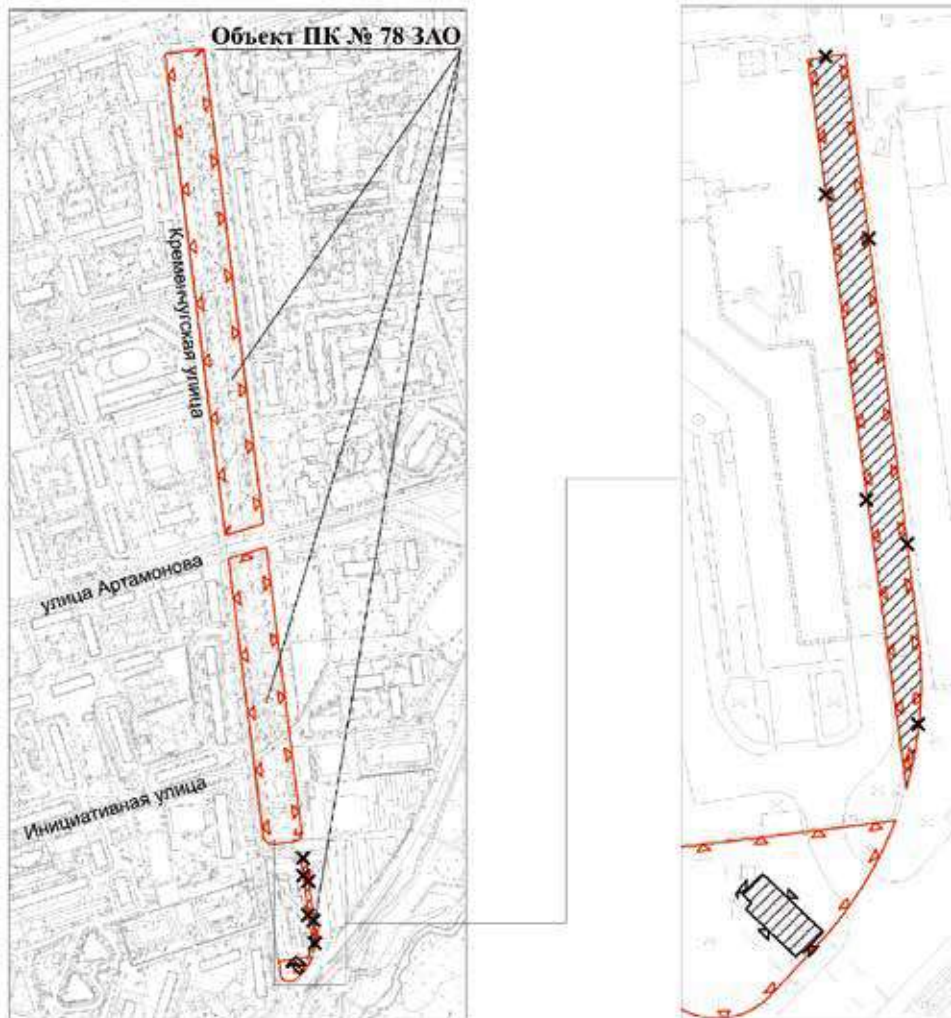 Объект ПК № 78 ЗАО
Кременчугская улица
улица Артамонова
Инициативная улица